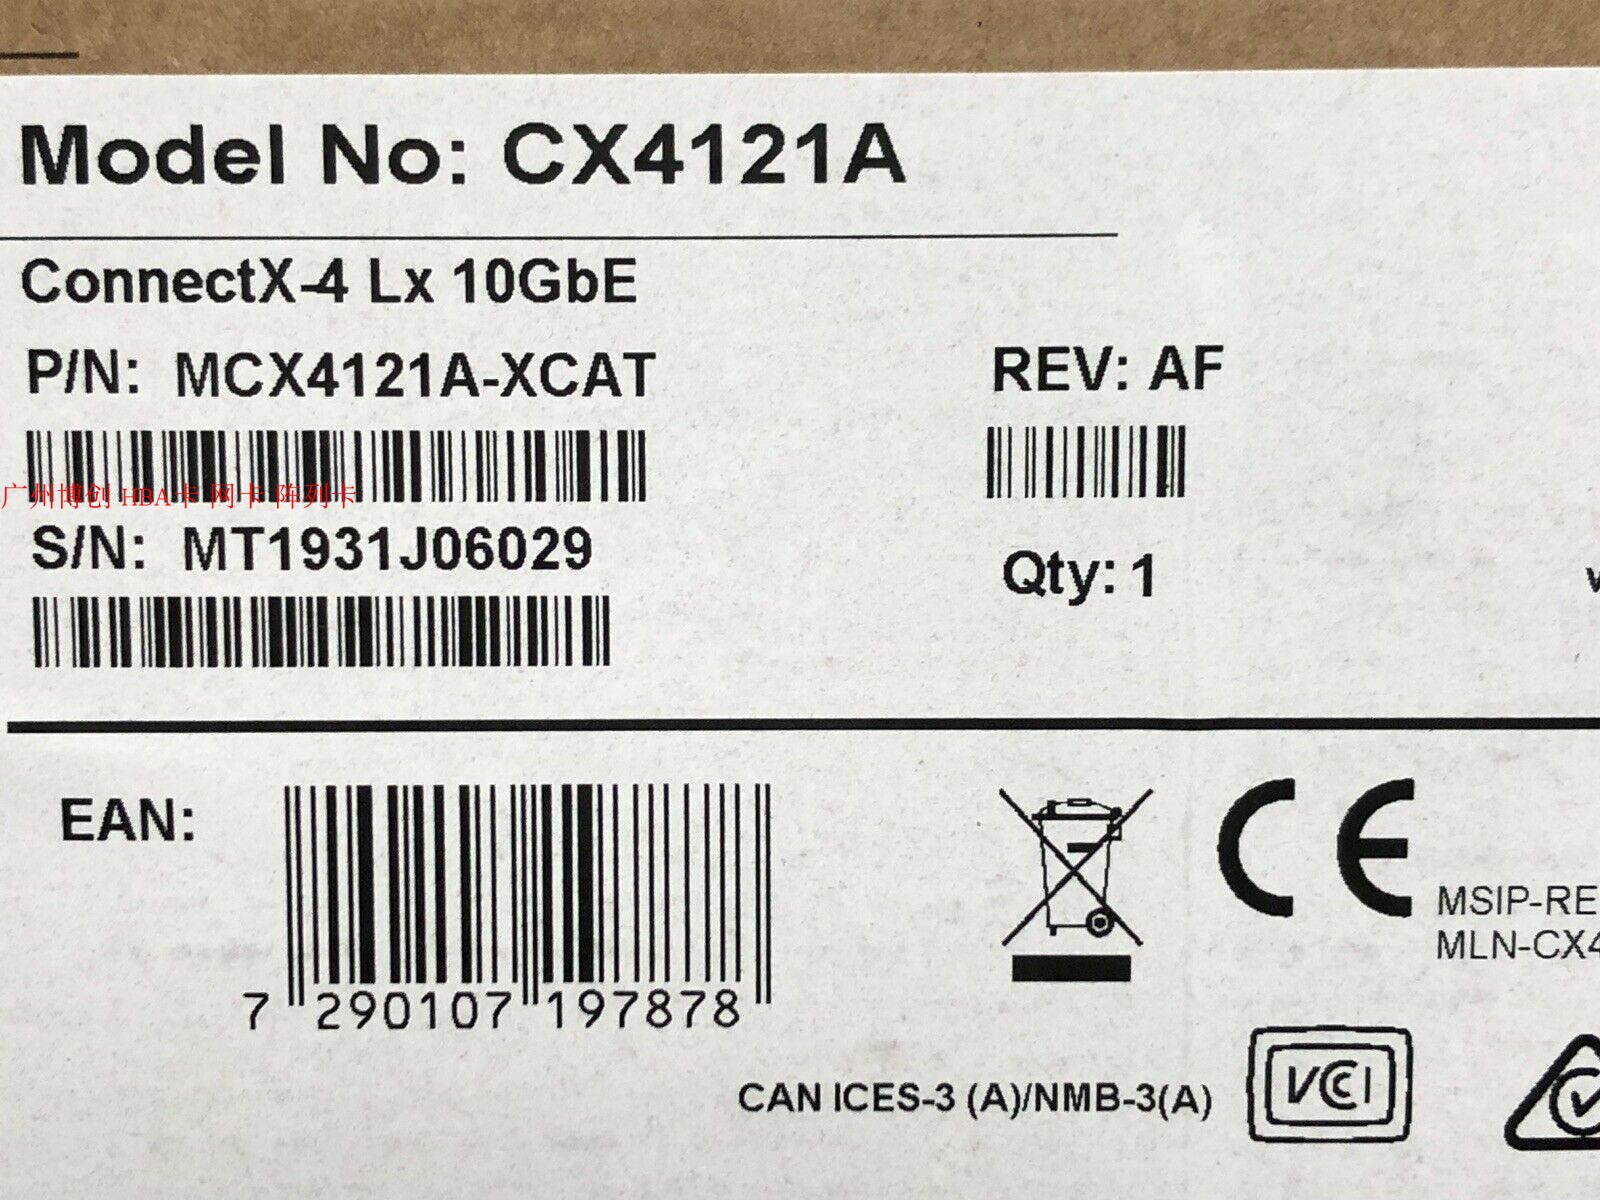 Model No: CX4121A
ConnectX-4 Lx 10GbE
P/N: MCX4121A-XCAT
REV: AF
广州博创 HBA卡 网卡 阵列卡
S/N: MT1931J06029
Qty: 1
EAN:
7 290107 197878
CE
MSIP-RE
MLN-CX4
CAN ICES-3 (A)/NMB-3(A)
VCCI